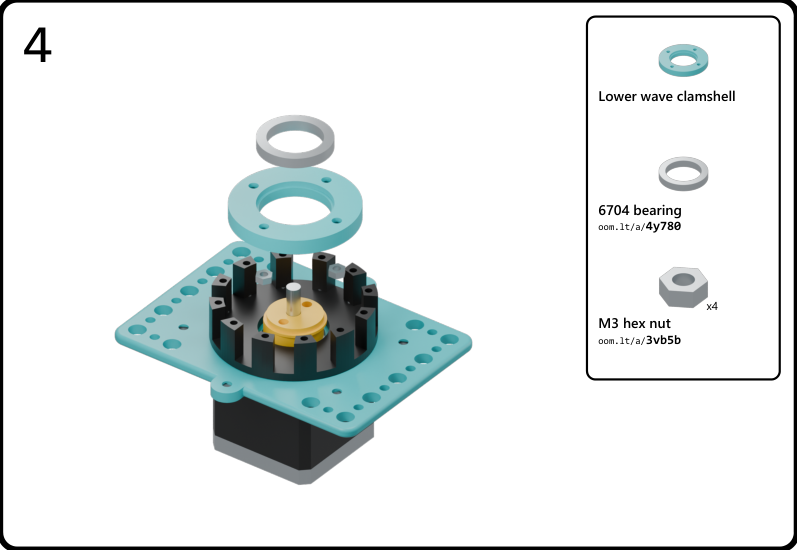 4
Lower wave clamshell
6704 bearing
oom.lt/a/4y780
x4
M3 hex nut
oom.lt/a/3vb5b